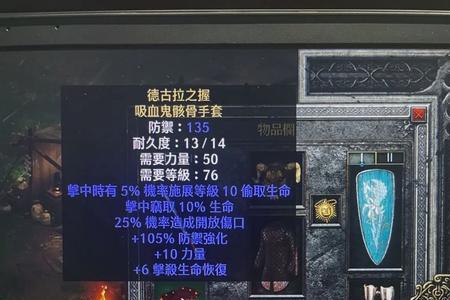 德古拉之握
吸血鬼骸骨手套
防禦：135
物品欄
耐久度：13 / 14
需要力量：50
需要等級：76
擊中時有 5% 機率施展等級 10 偷取生命
擊中竊取 10% 生命
25% 機率造成開放傷口
+105% 防禦強化
+10 力量
+6 擊殺生命恢復
I
II